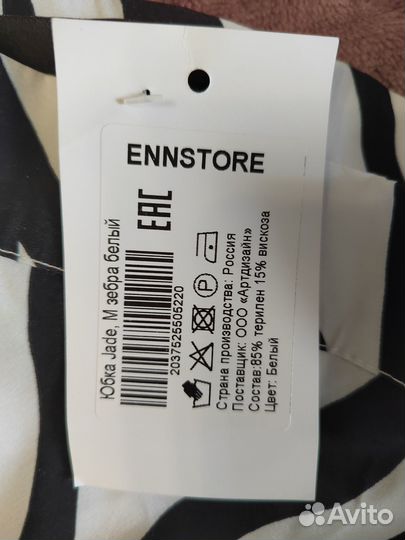 ENNSTORE
Юбка Jade, M зебра белый
2037525505220
EAC
P
Страна производства: Россия
Поставщик: ООО «Артдизайн»
Состав:85% терилен 15% вискоза
Цвет: Белый
Avito